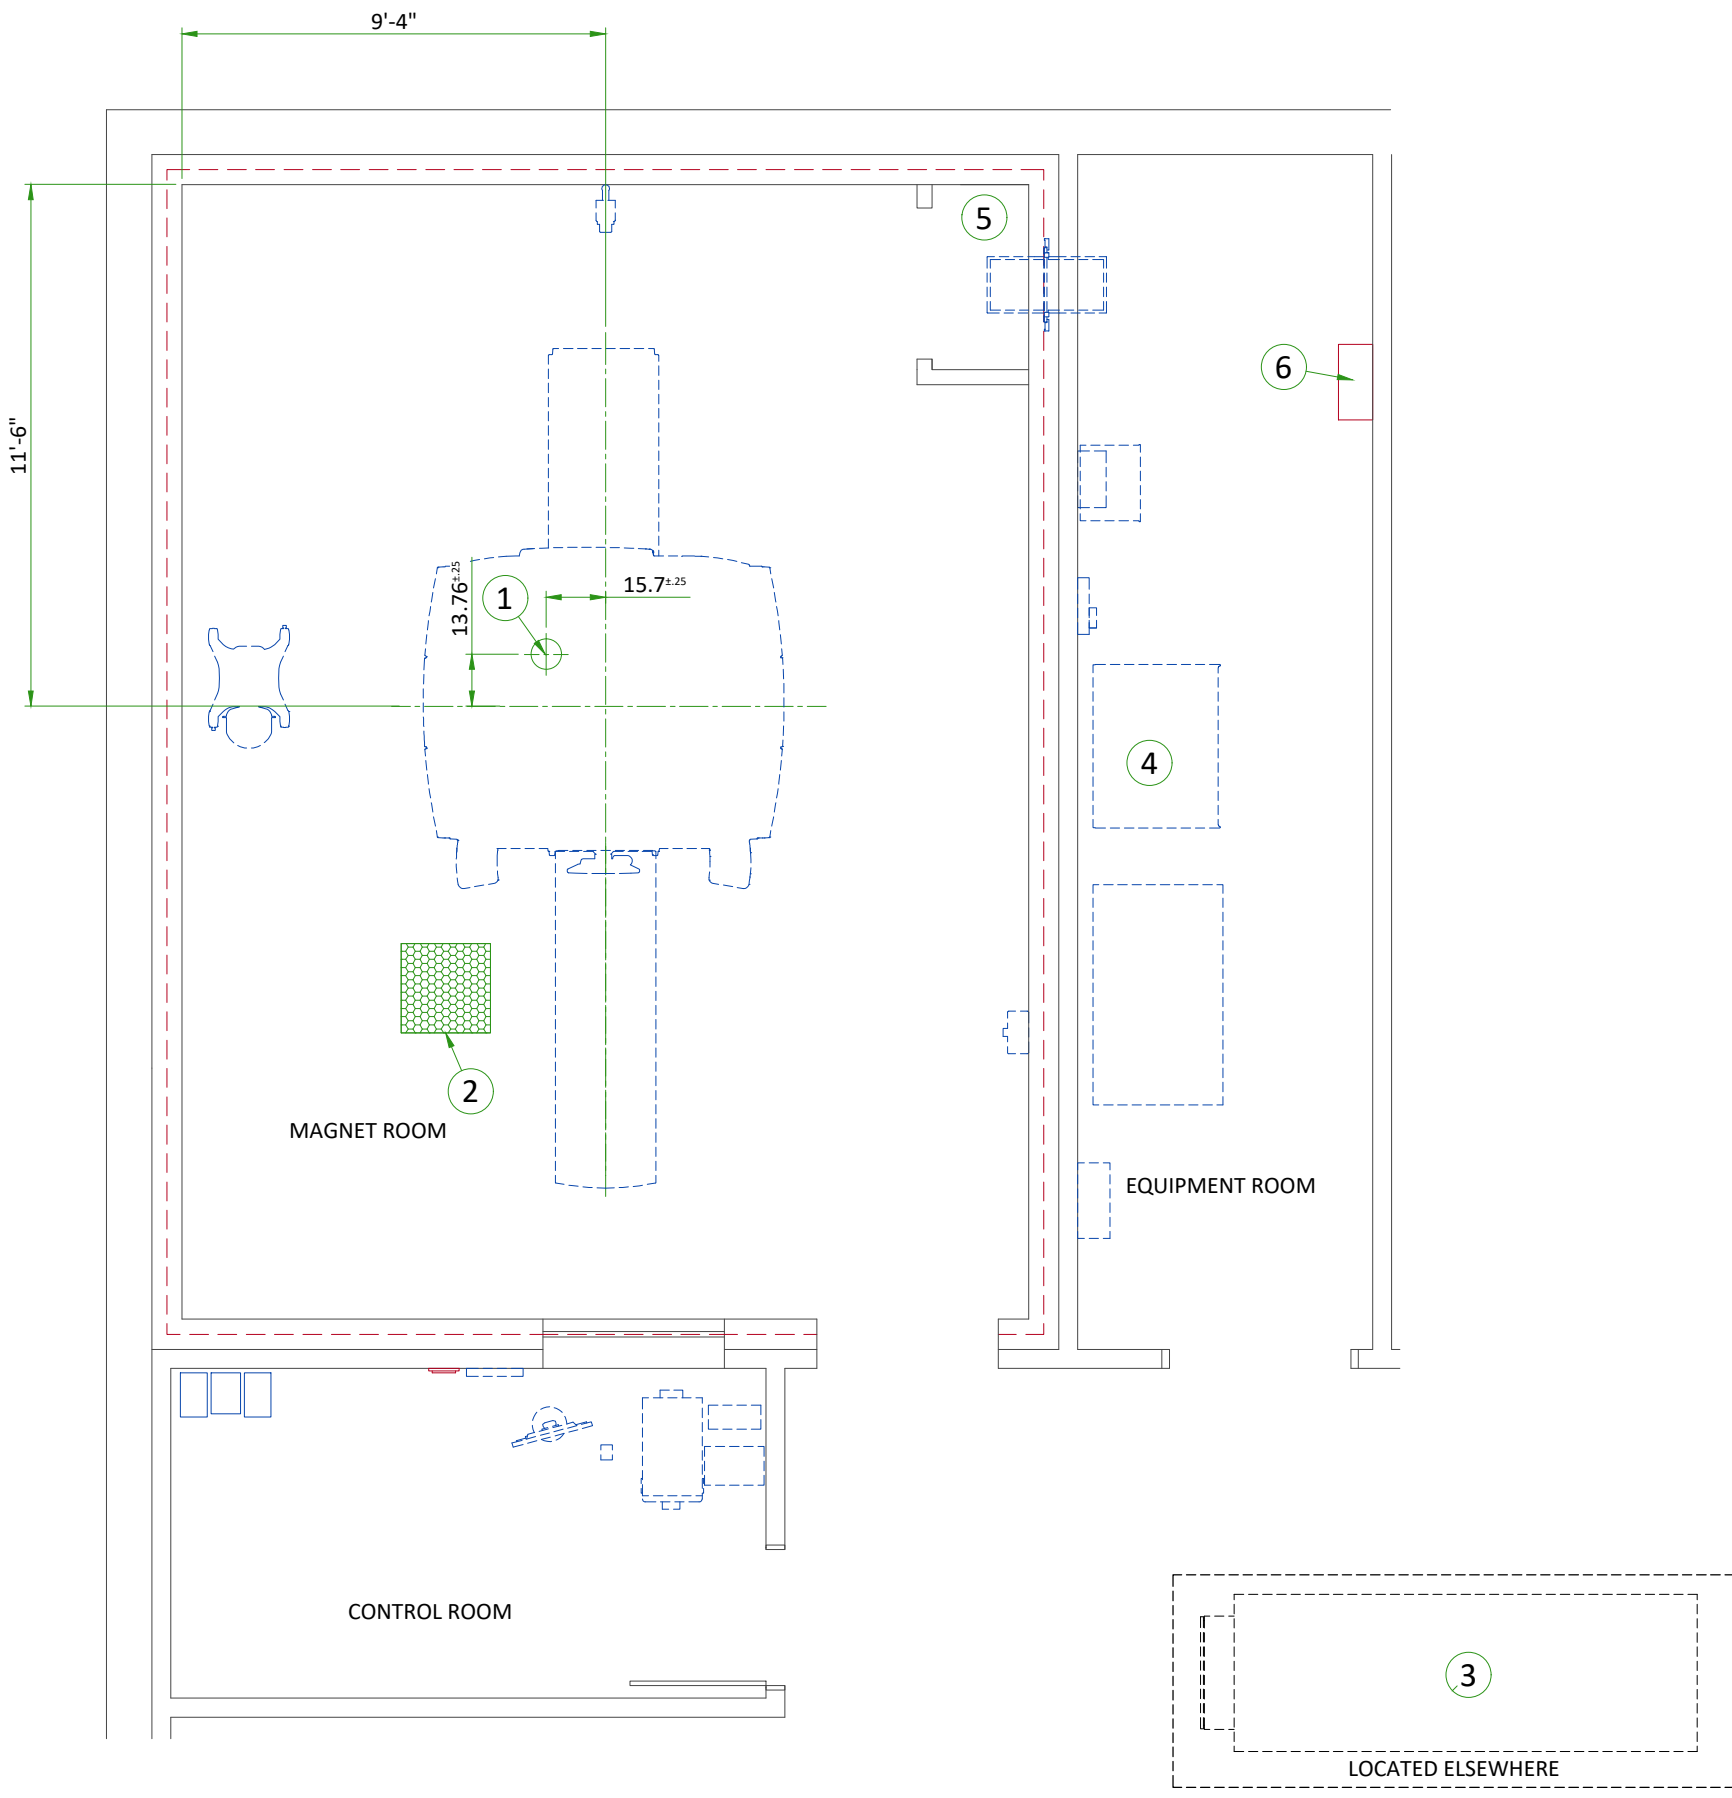 9'-4"
5
6
11'-6"
13.76±.25
1
15.7±.25
4
2
MAGNET ROOM
EQUIPMENT ROOM
CONTROL ROOM
3
LOCATED ELSEWHERE